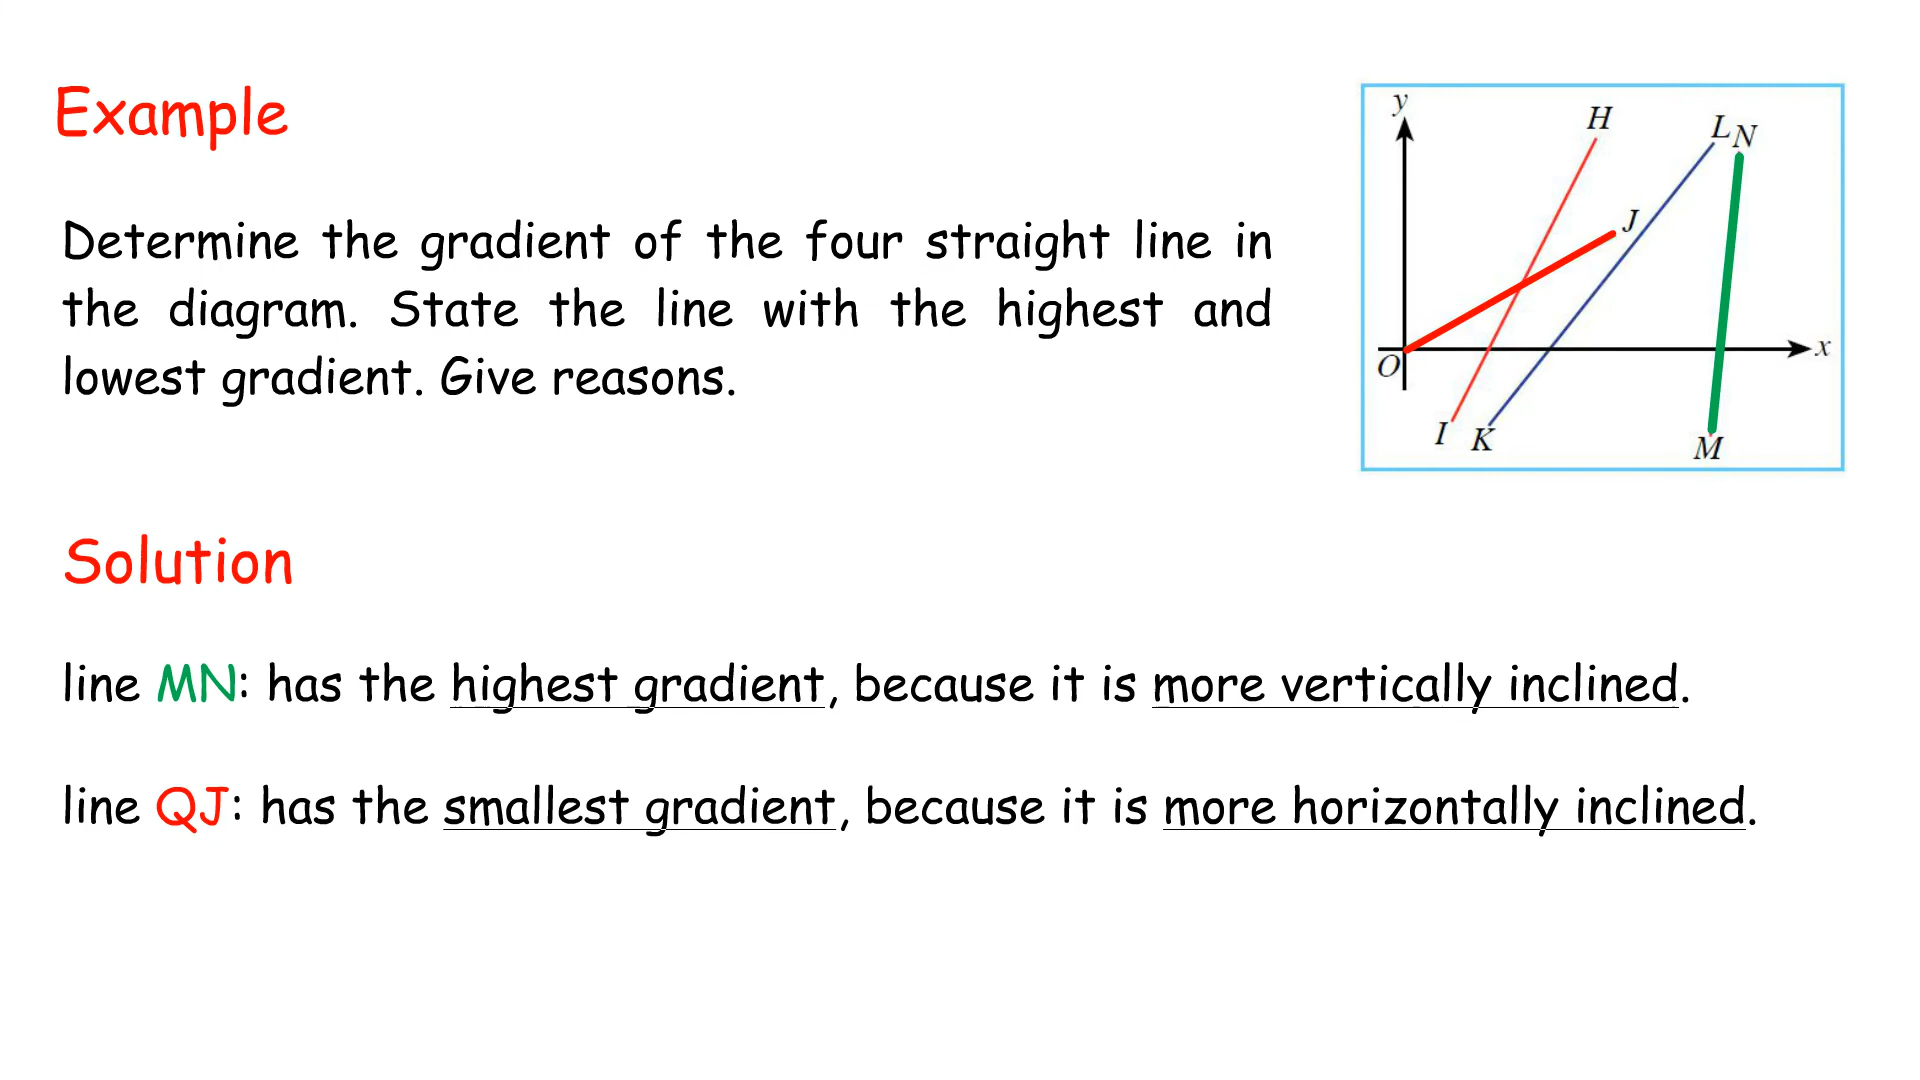 Example
Determine the gradient of the four straight line in
the diagram. State the line with the highest and
lowest gradient. Give reasons.
y
H
L N
J
O
x
I K
M
Solution
line MN: has the highest gradient, because it is more vertically inclined.
line QJ: has the smallest gradient, because it is more horizontally inclined.